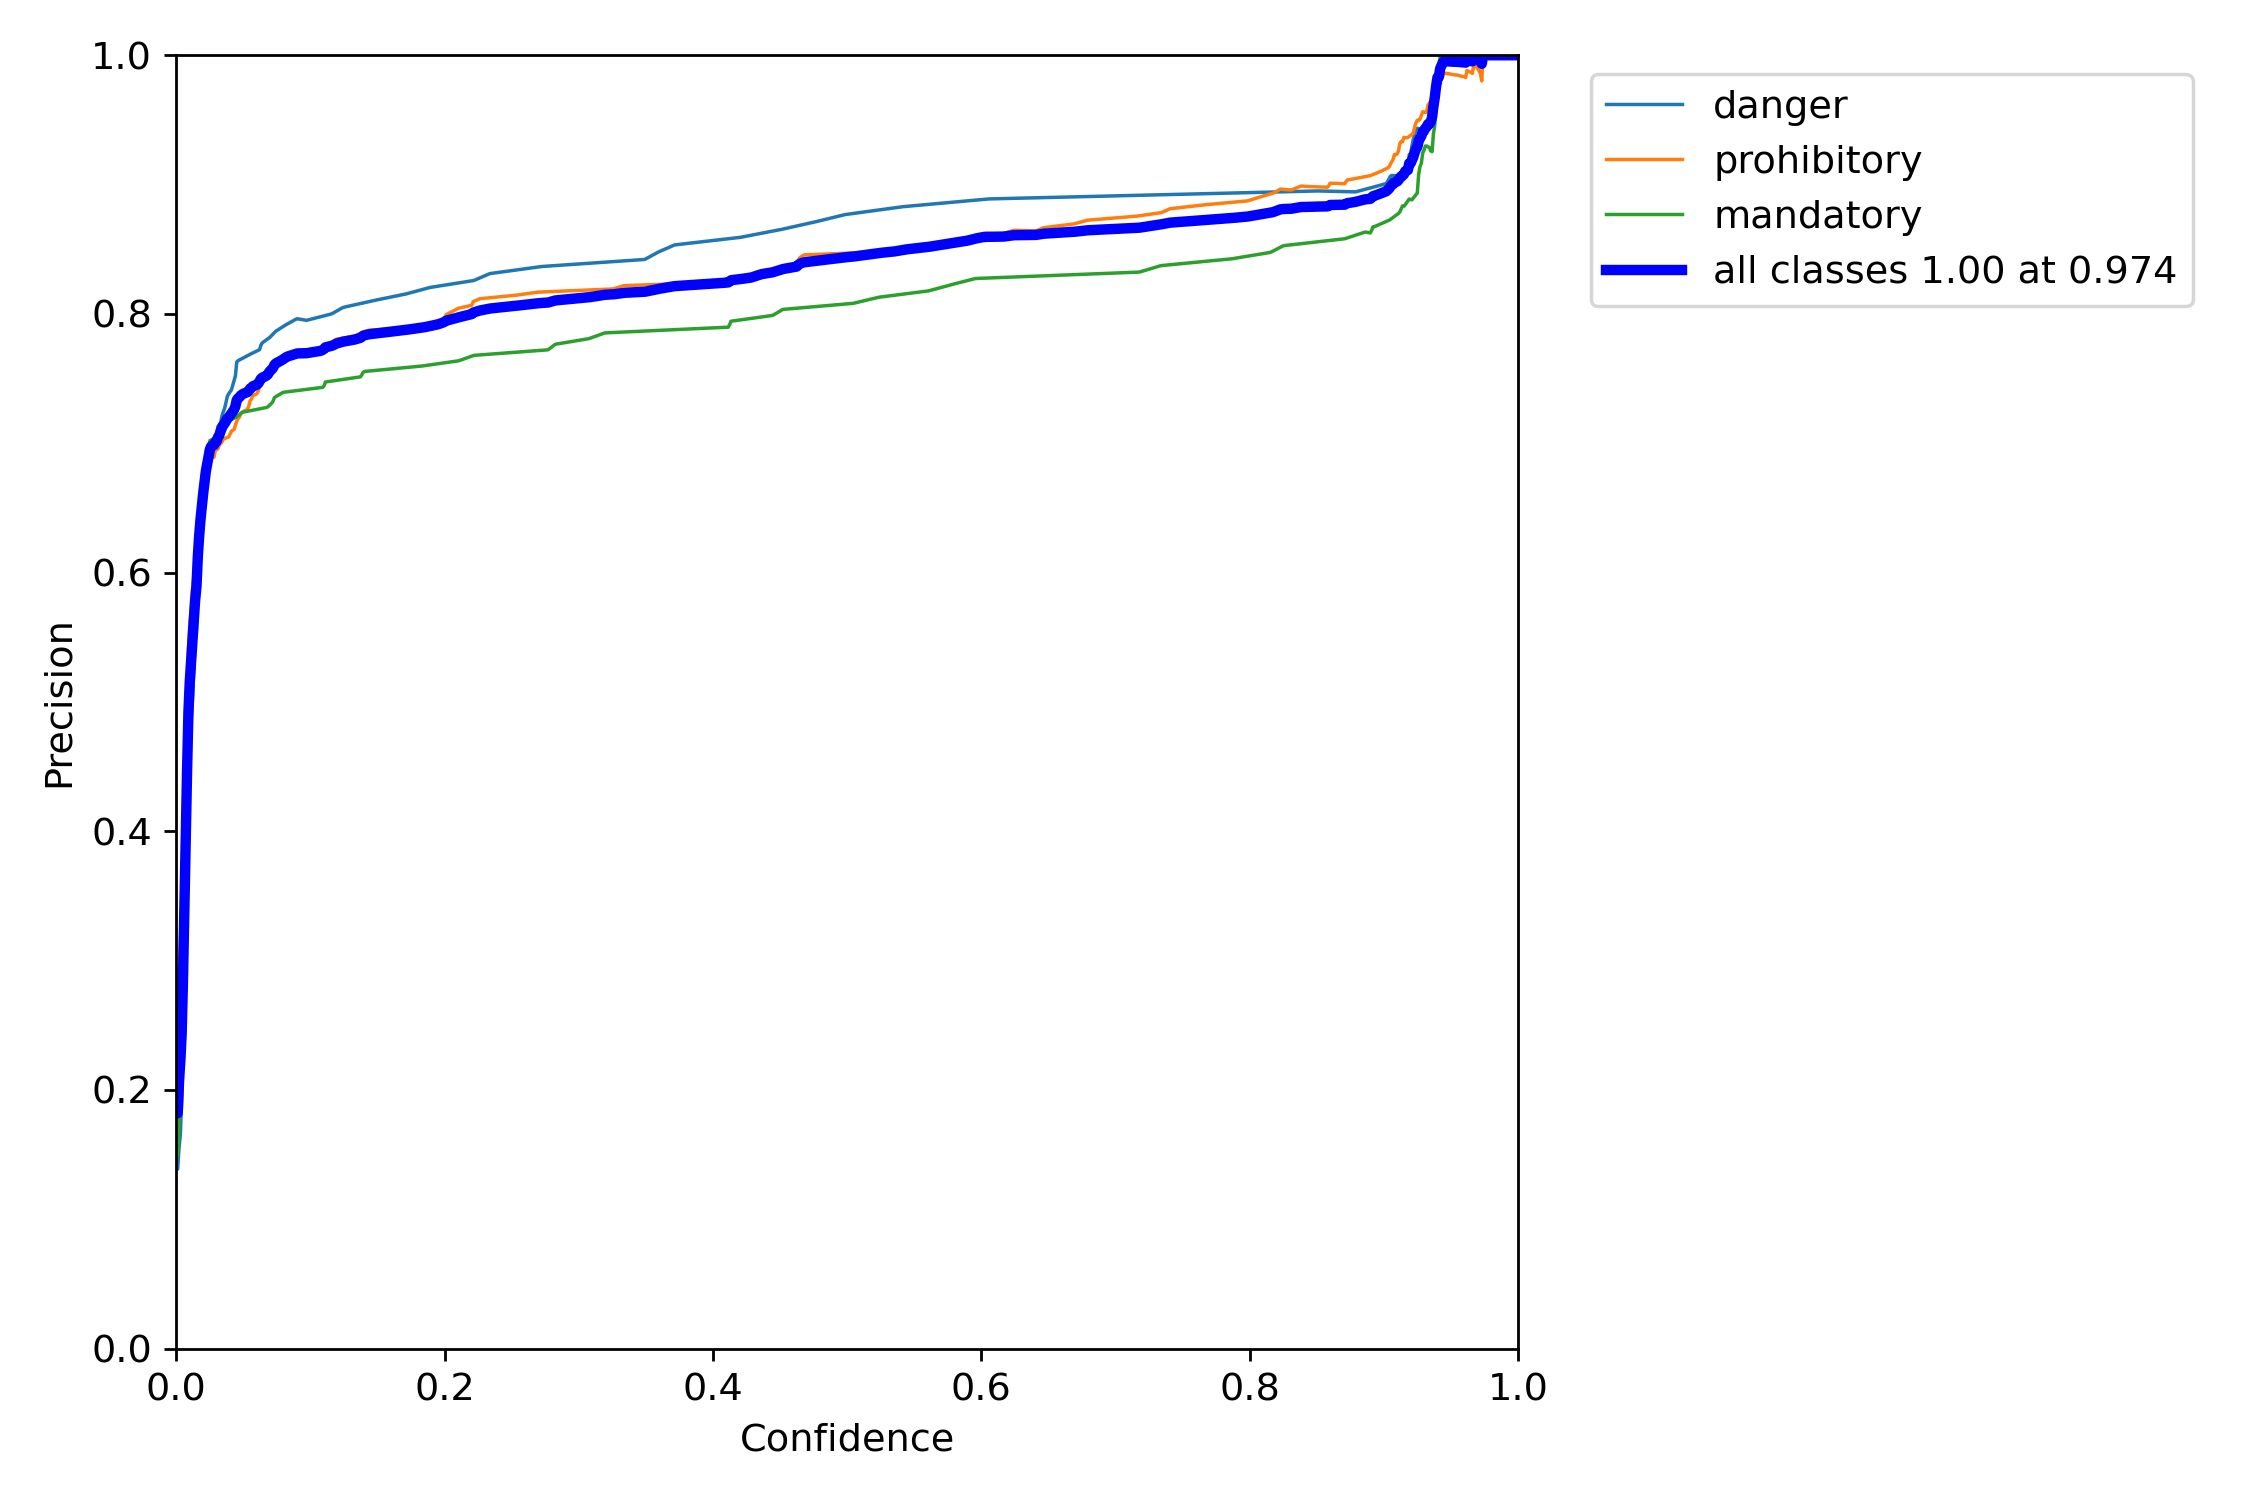 1.0
0.8
0.6
0.4
0.2
0.0
Precision
0.0 0.2 0.4 0.6 0.8 1.0
Confidence
danger
prohibitory
mandatory
all classes 1.00 at 0.974